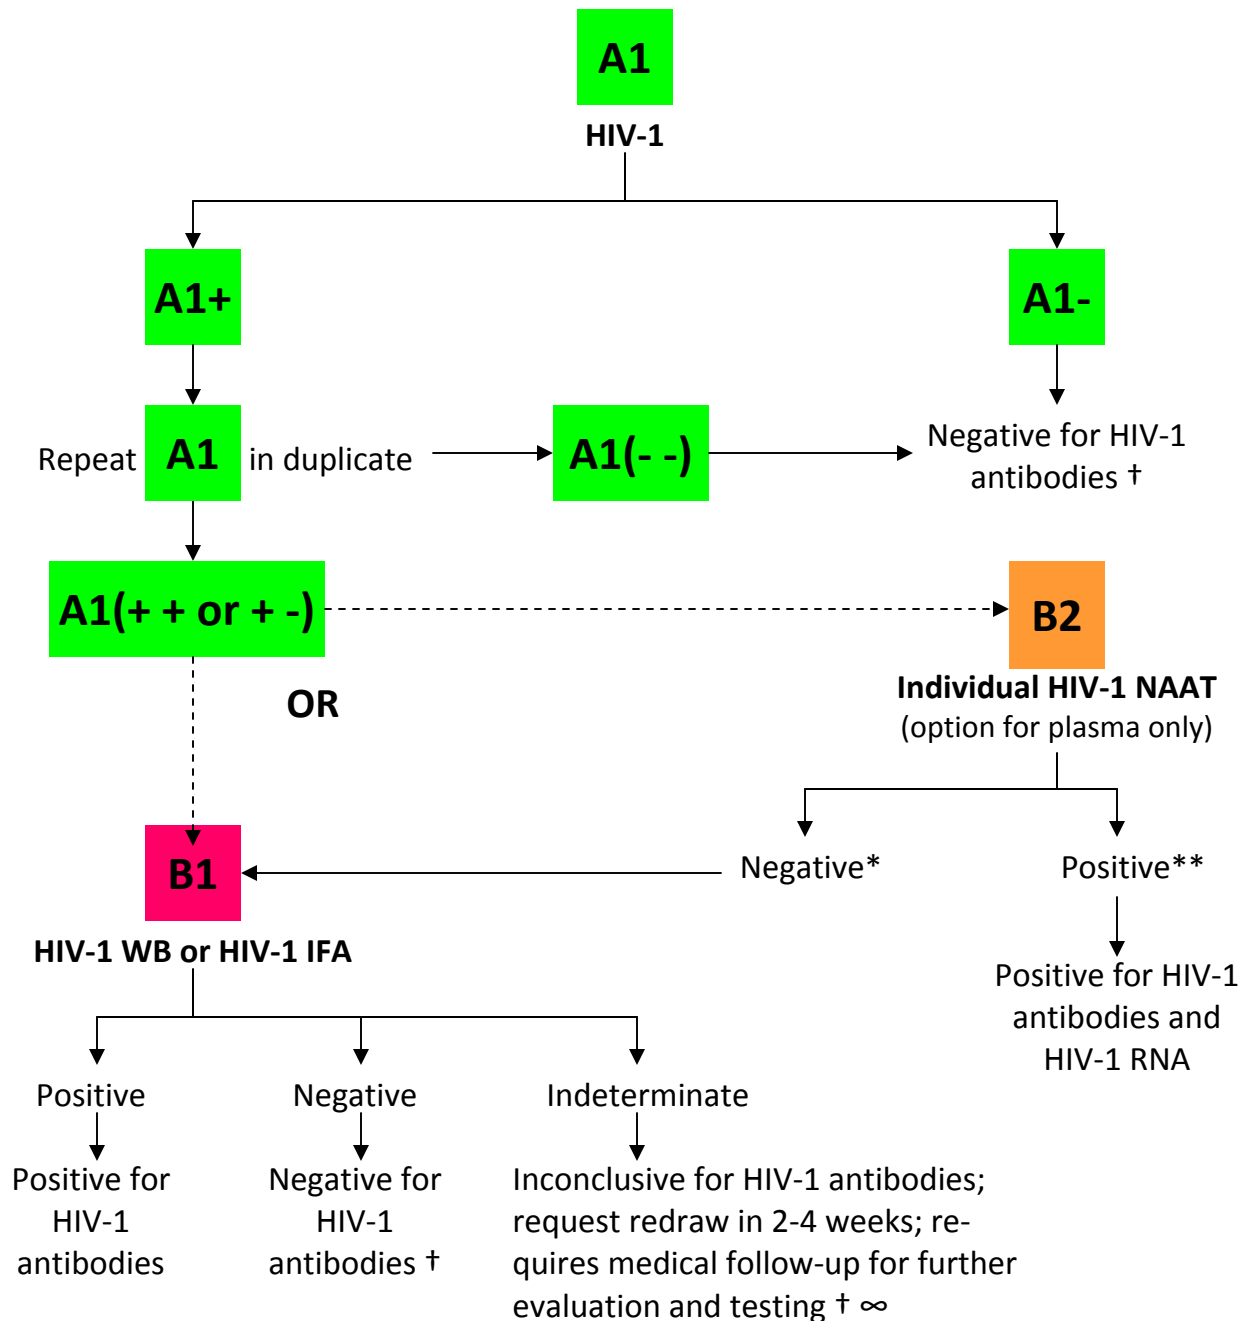 A1
HIV-1
A1+
A1-
Repeat A1 in duplicate
A1(- -)
Negative for HIV-1
antibodies †
A1(+ + or + -)
B2
Individual HIV-1 NAAT
(option for plasma only)
OR
Negative*
Positive**
B1
HIV-1 WB or HIV-1 IFA
Positive for HIV-1
antibodies and
HIV-1 RNA
Positive
Negative
Indeterminate
Positive for
HIV-1
antibodies
Negative for
HIV-1
antibodies †
Inconclusive for HIV-1 antibodies;
request redraw in 2-4 weeks; re-
quires medical follow-up for further
evaluation and testing † ∞